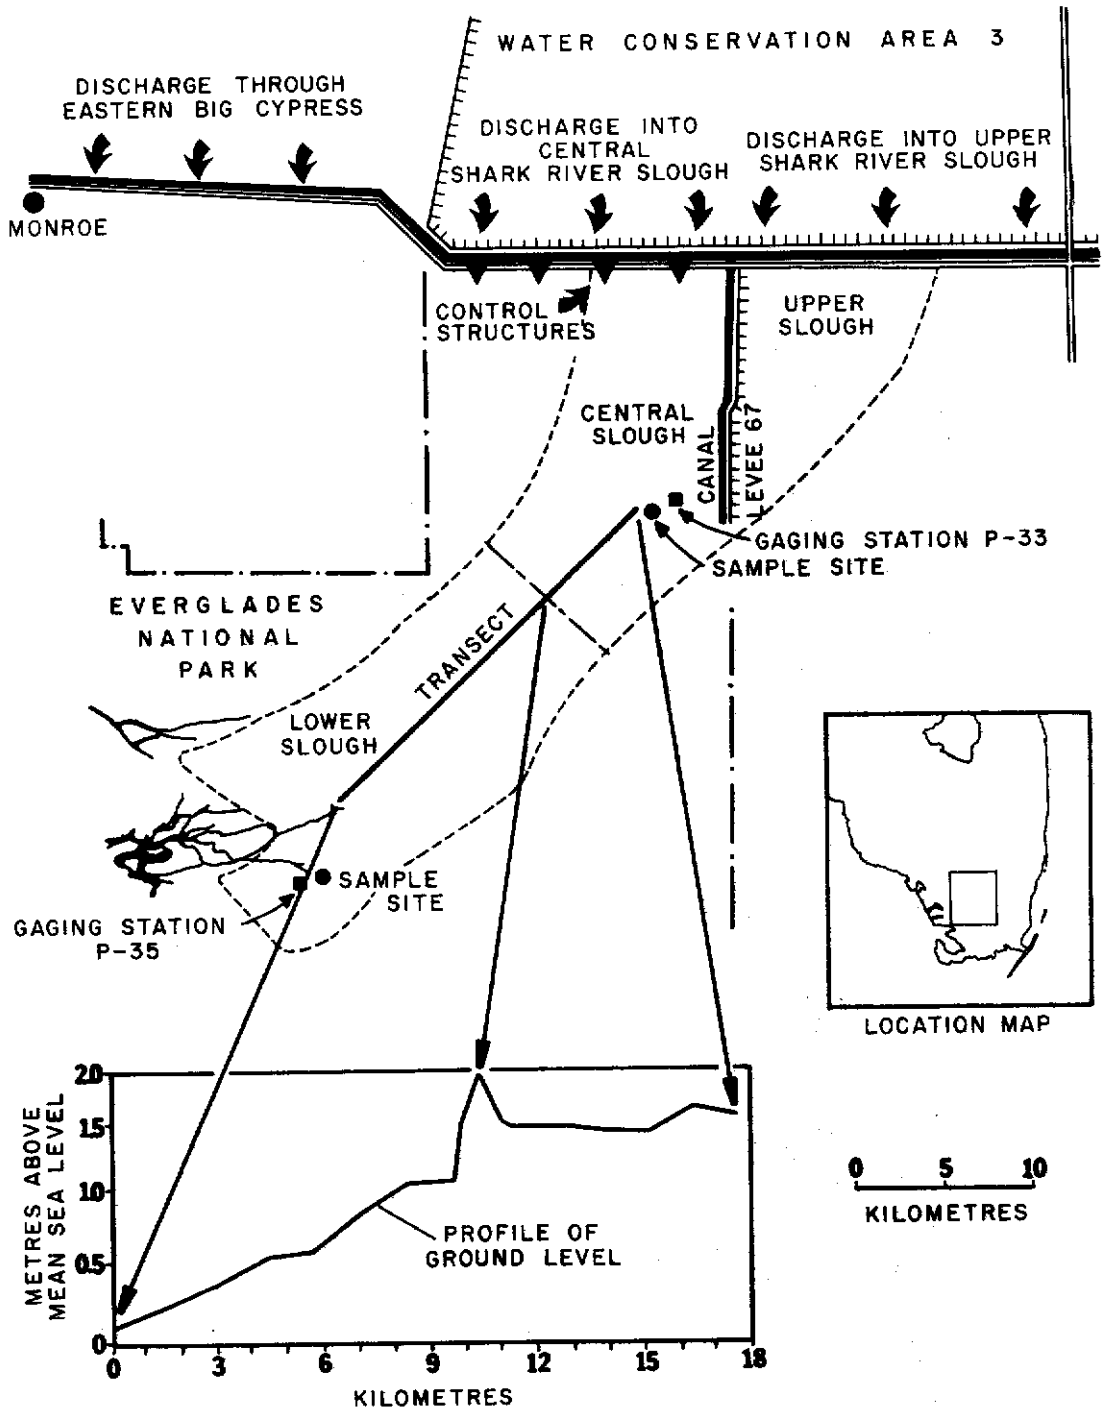 WATER CONSERVATION AREA 3
DISCHARGE THROUGH
EASTERN BIG CYPRESS
DISCHARGE INTO
CENTRAL
SHARK RIVER SLOUGH
DISCHARGE INTO UPPER
SHARK RIVER SLOUGH
MONROE
CONTROL
STRUCTURES
UPPER
SLOUGH
CENTRAL
SLOUGH
CANAL
LEVEE 67
GAGING STATION P-33
SAMPLE SITE
EVERGLADES
NATIONAL
PARK
TRANSECT
LOWER
SLOUGH
SAMPLE
SITE
GAGING STATION
P-35
LOCATION MAP
METRES ABOVE
MEAN SEA LEVEL
2.0
1.5
1.0
0.5
0
PROFILE OF
GROUND LEVEL
0 3 6 9 12 15 18
KILOMETRES
0 5 10
KILOMETRES